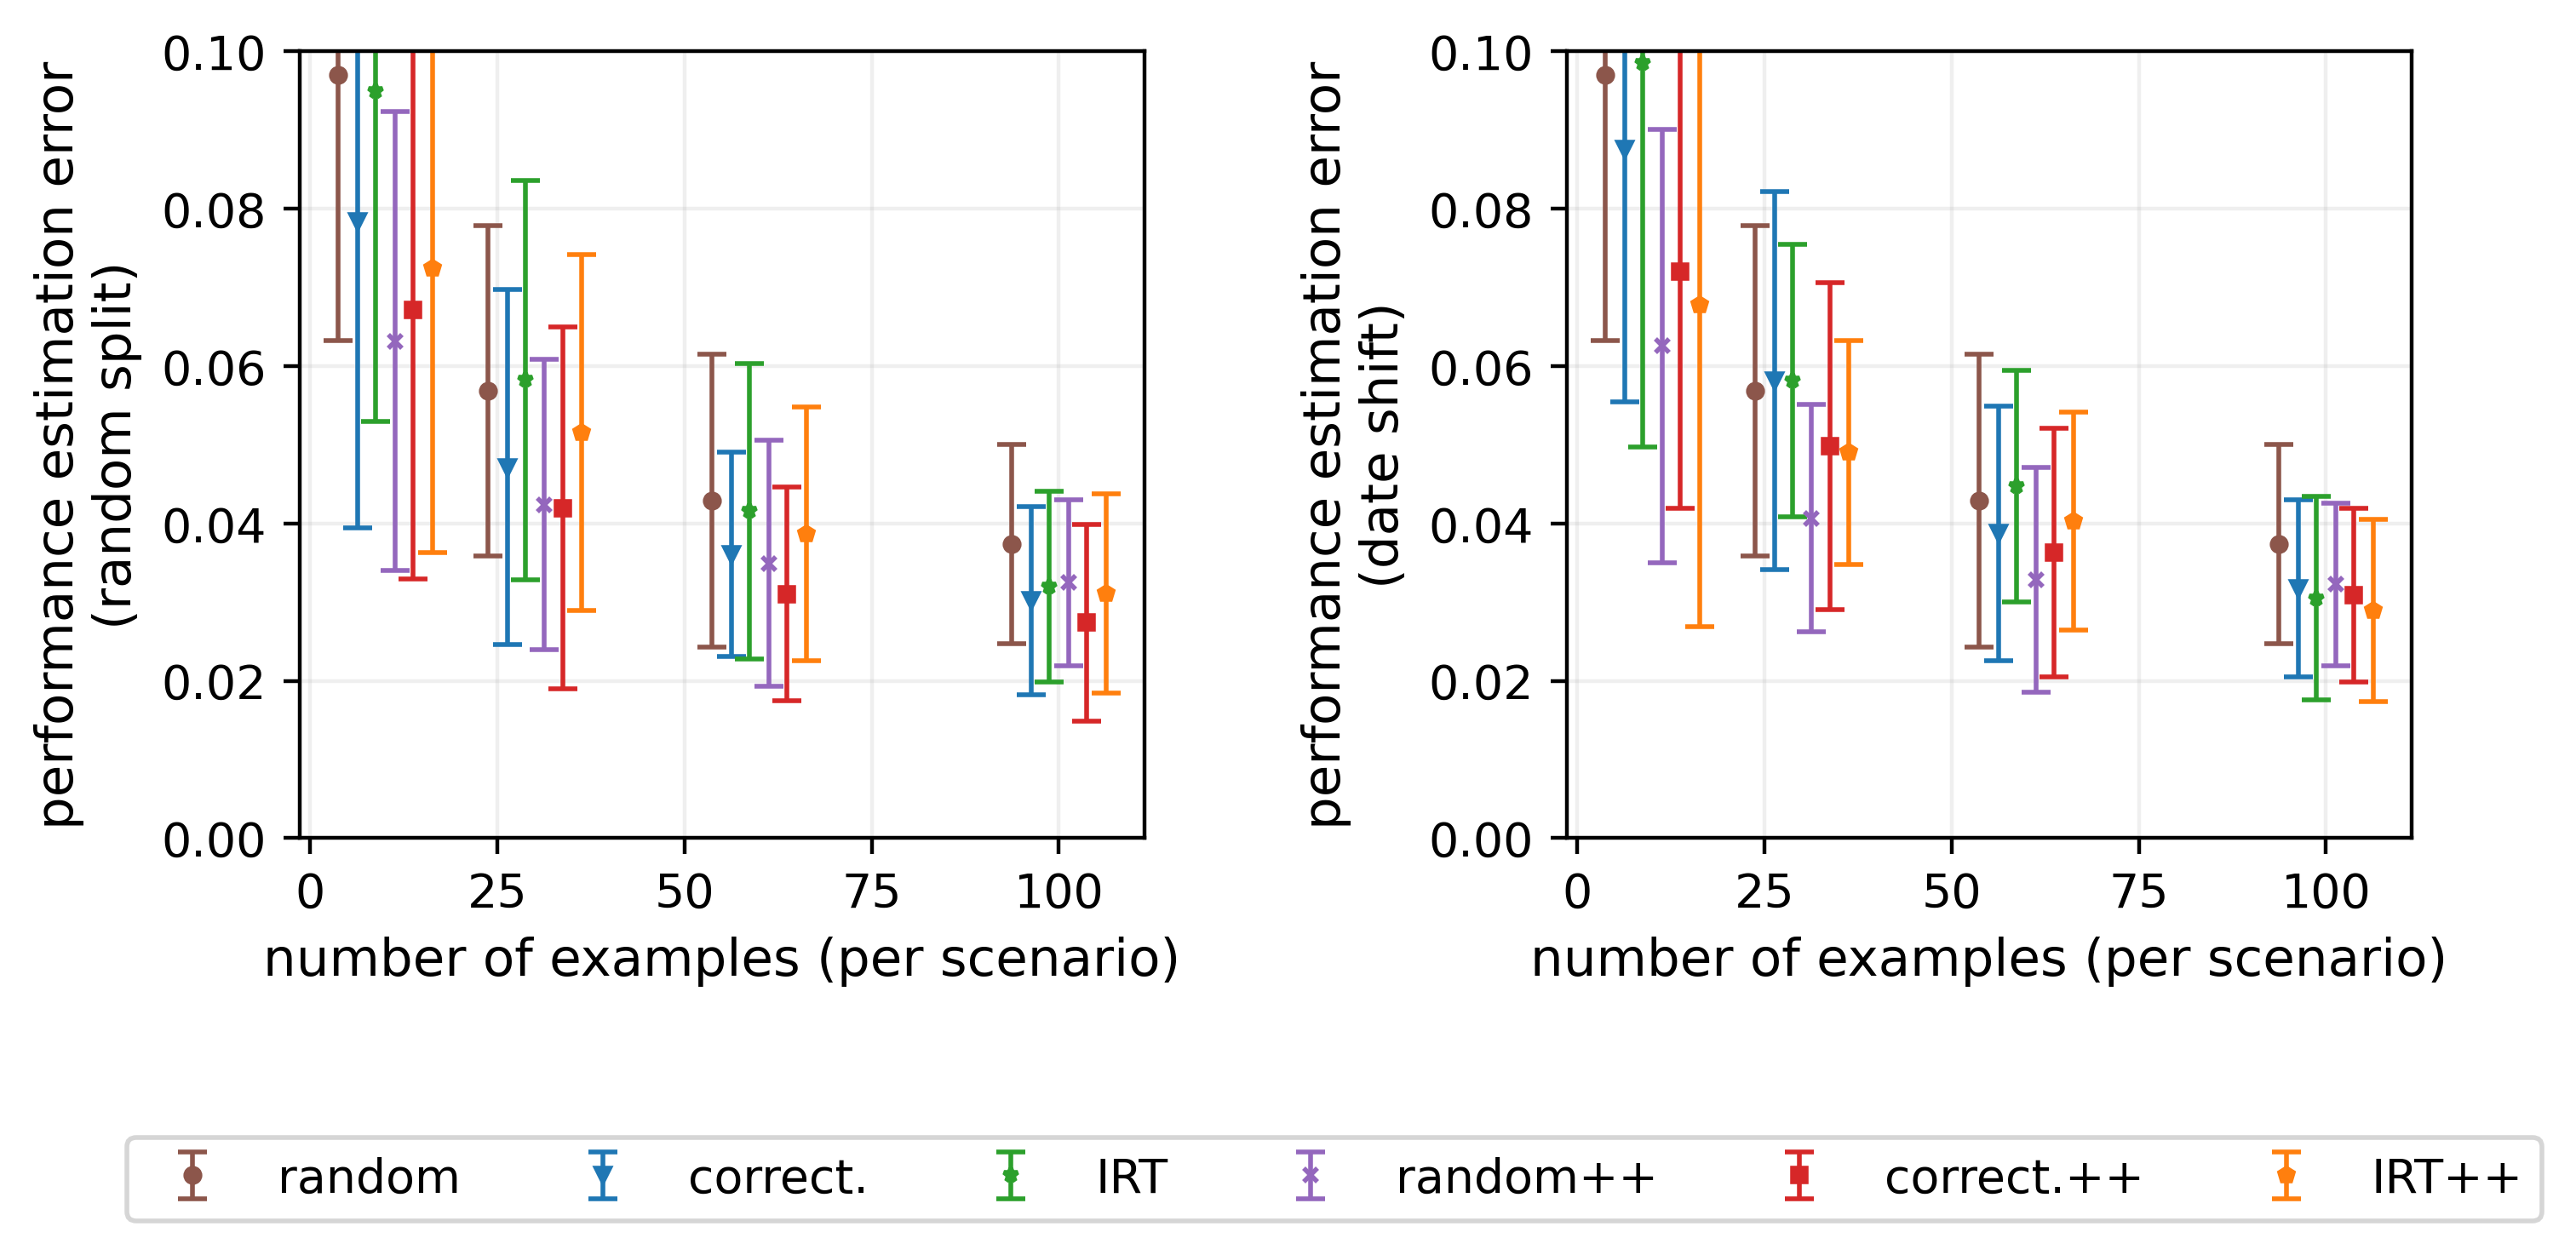 performance estimation error
(random split)
0.10
0.08
0.06
0.04
0.02
0.00
0 25 50 75 100
number of examples (per scenario)
performance estimation error
(date shift)
0.10
0.08
0.06
0.04
0.02
0.00
0 25 50 75 100
number of examples (per scenario)
random correct. IRT random++ correct.++ IRT++